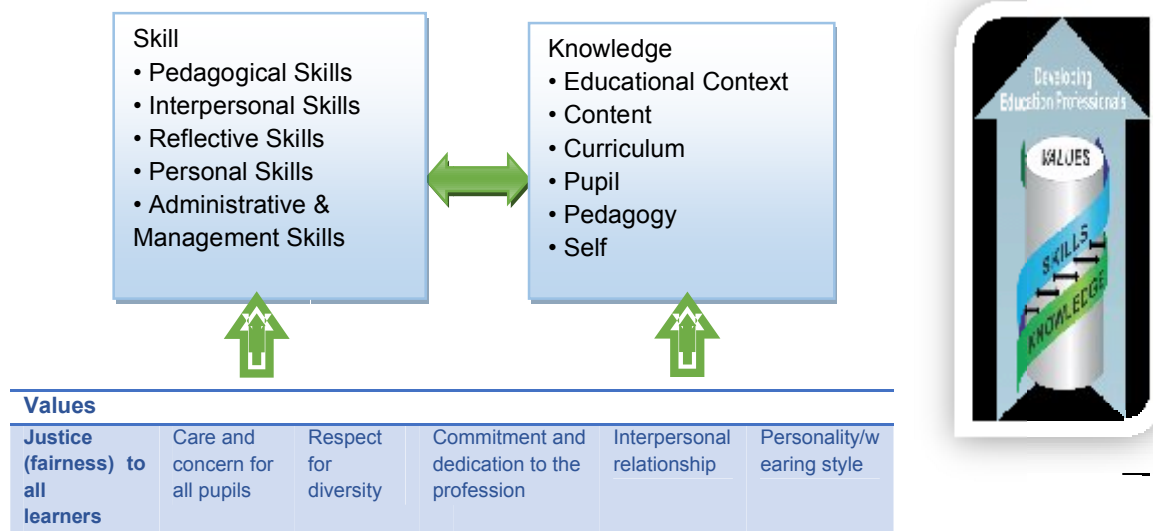 Skill
• Pedagogical Skills
• Interpersonal Skills
• Reflective Skills
• Personal Skills
• Administrative &
Management Skills
Knowledge
• Educational Context
• Content
• Curriculum
• Pupil
• Pedagogy
• Self
Values
Justice
(fairness) to
all
learners
Care and
concern for
all pupils
Respect
for
diversity
Commitment and
dedication to the
profession
Interpersonal
relationship
Personality/w
earing style
Developing
Education Professionals
VALUES
SKILLS
KNOWLEDGE